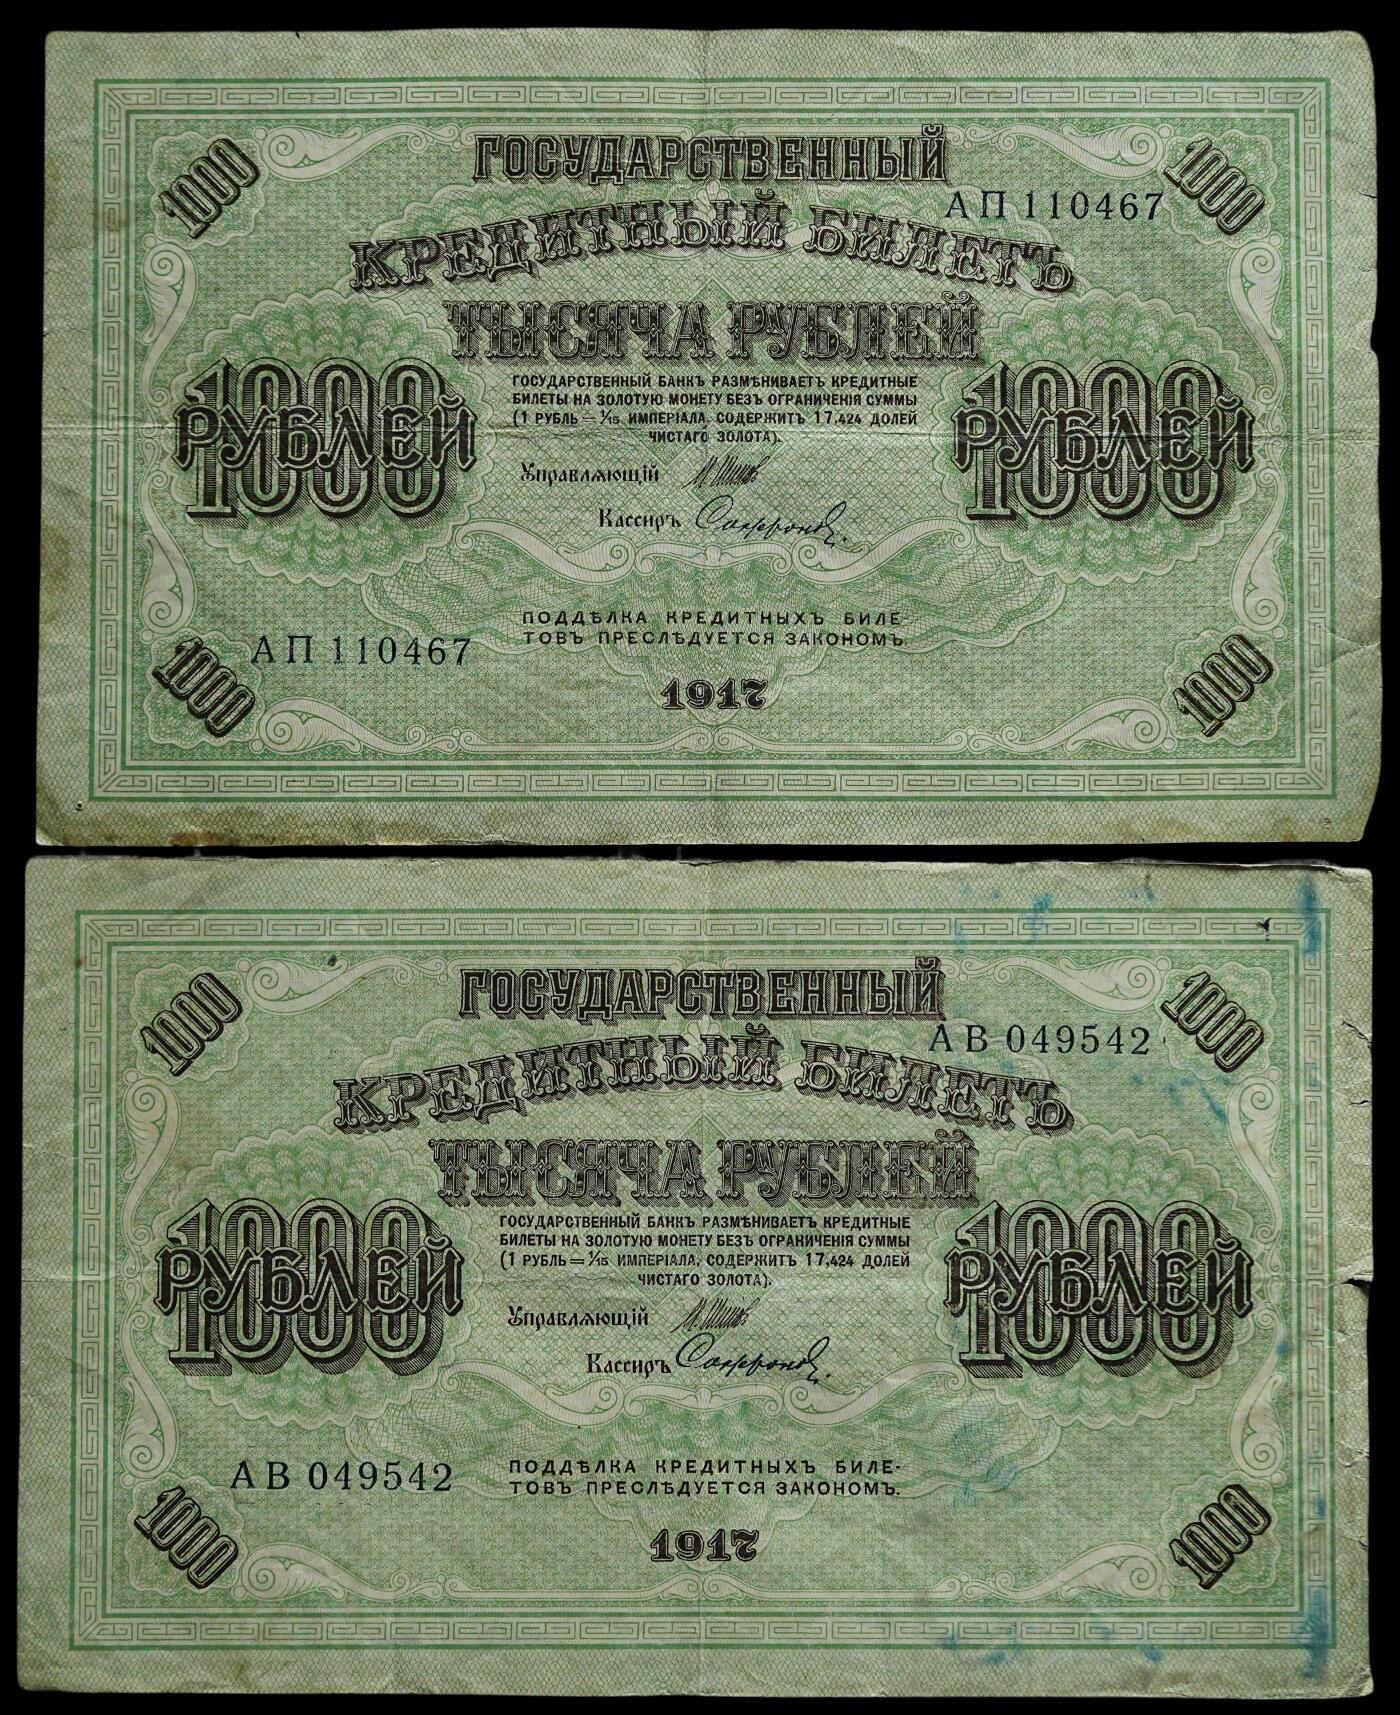 1000
ГОСУДАРСТВЕННЫЙ
1000
АП 110467
КРЕДИТНЫЙ БИЛЕТЪ
ТЫСЯЧА РУБЛЕЙ
1000
РУБЛЕЙ
ГОСУДАРСТВЕННЫЙ БАНКЪ РАЗМѢНИВАЕТЪ КРЕДИТНЫЕ
БИЛЕТЫ НА ЗОЛОТУЮ МОНЕТУ БЕЗЪ ОГРАНИЧЕНІЯ СУММЫ
(1 РУБЛЬ = 1/15 ИМПЕРІАЛА, СОДЕРЖИТЪ 17,424 ДОЛЕЙ
ЧИСТАГО ЗОЛОТА).
1000
РУБЛЕЙ
Управляющій И. Шипов
Кассиръ Сафронов.
ПОДДѢЛКА КРЕДИТНЫХЪ БИЛЕ-
ТОВЪ ПРЕСЛѢДУЕТСЯ ЗАКОНОМЪ.
АП 110467
1000
1917
1000
1000
ГОСУДАРСТВЕННЫЙ
1000
АВ 049542
КРЕДИТНЫЙ БИЛЕТЪ
ТЫСЯЧА РУБЛЕЙ
1000
РУБЛЕЙ
ГОСУДАРСТВЕННЫЙ БАНКЪ РАЗМѢНИВАЕТЪ КРЕДИТНЫЕ
БИЛЕТЫ НА ЗОЛОТУЮ МОНЕТУ БЕЗЪ ОГРАНИЧЕНІЯ СУММЫ
(1 РУБЛЬ = 1/15 ИМПЕРІАЛА, СОДЕРЖИТЪ 17,424 ДОЛЕЙ
ЧИСТАГО ЗОЛОТА).
1000
РУБЛЕЙ
Управляющій И. Шипов
Кассиръ Сафронов.
АВ 049542
ПОДДѢЛКА КРЕДИТНЫХЪ БИЛЕ-
ТОВЪ ПРЕСЛѢДУЕТСЯ ЗАКОНОМЪ.
1000
1917
1000